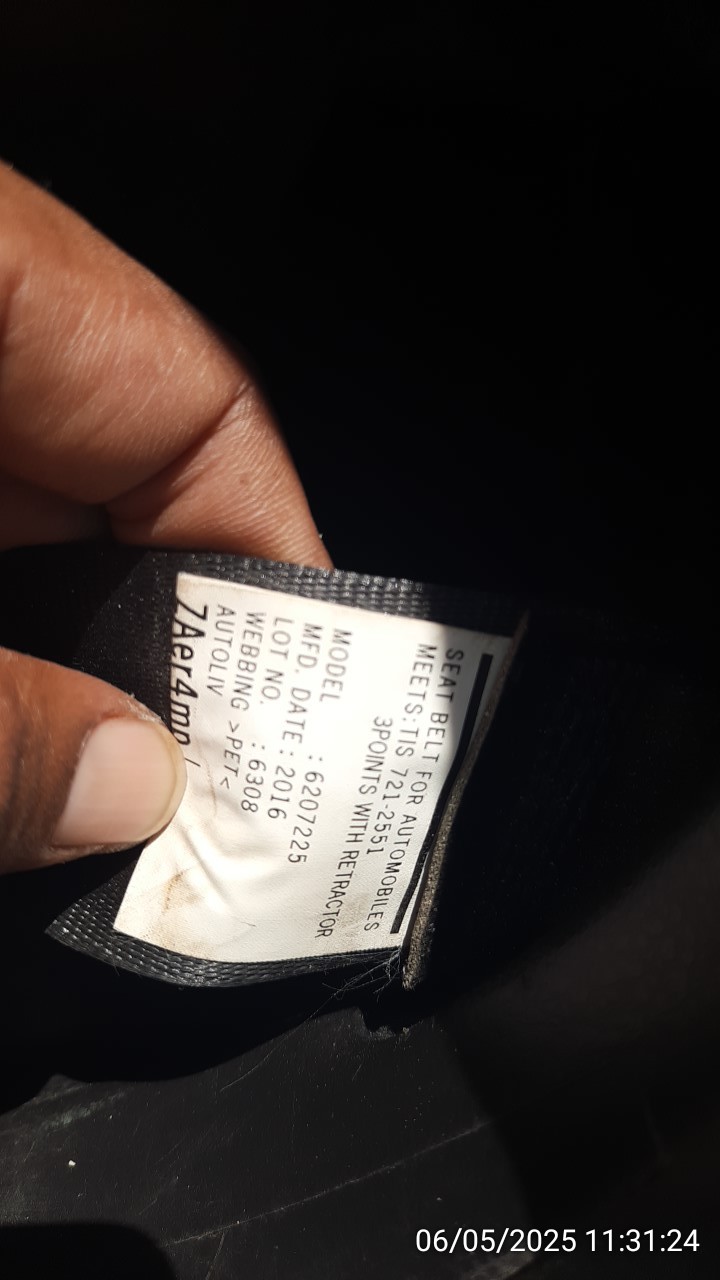 SEAT BELT FOR AUTOMOBILES
MEETS:TIS 721-2551
3POINTS WITH RETRACTOR
MODEL : 6207225
MFD. DATE : 2016
LOT NO. : 6308
WEBBING >PET<
AUTOLIV
06/05/2025 11:31:24